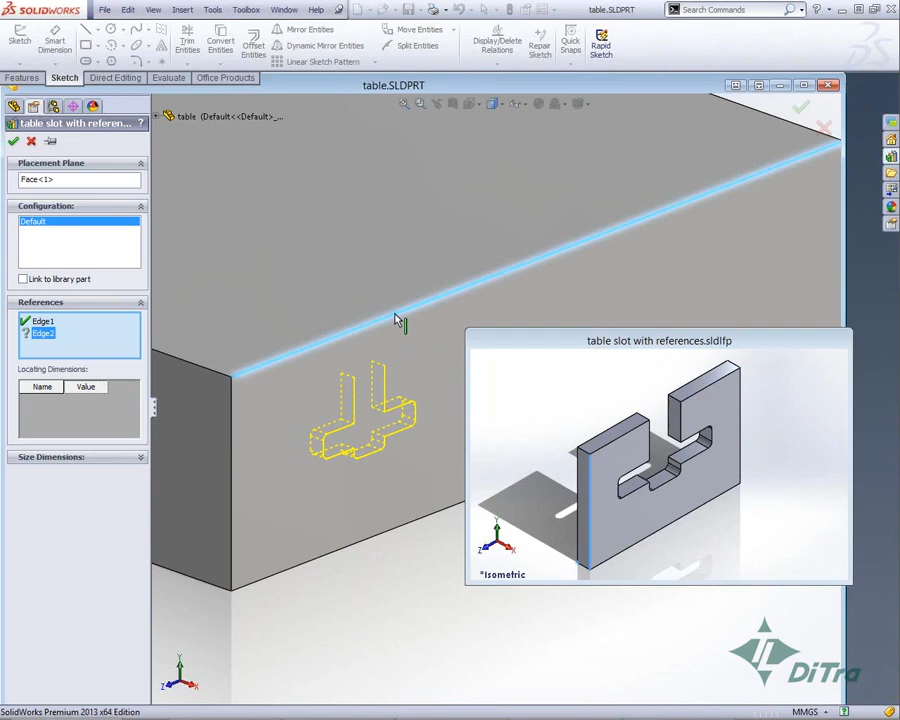 SOLIDWORKS File Edit View Insert Tools Toolbox Window Help table.SLDPRT Search Commands
Sketch Smart Dimension Trim Entities Convert Entities Offset Entities Mirror Entities Dynamic Mirror Entities Linear Sketch Pattern Move Entities Split Entities Display/Delete Relations Repair Sketch Quick Snaps Rapid Sketch
Features Sketch Direct Editing Evaluate Office Products
table.SLDPRT
table (Default<<Default>_...
table slot with referen... ?
Placement Plane
Face<1>
Configuration:
Default
Link to library part
References
Edge1
? Edge2
Locating Dimensions:
Name Value
Size Dimensions:
table slot with references.sldlfp
Y
Z X
*Isometric
Y
Z X
DiTra
SolidWorks Premium 2013 x64 Edition MMGS ?